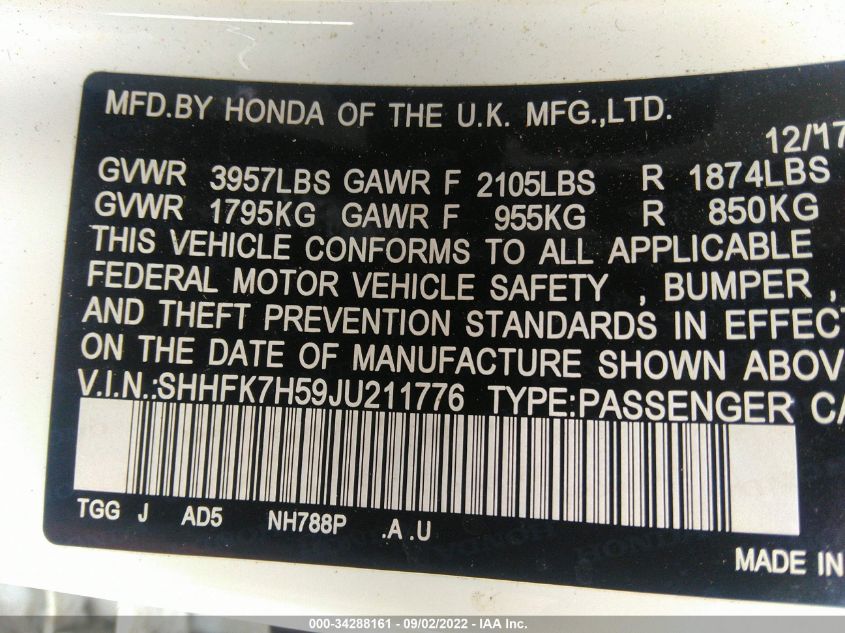 MFD.BY HONDA OF THE U.K. MFG.,LTD.
12/17
GVWR 3957LBS GAWR F 2105LBS R 1874LBS
GVWR 1795KG GAWR F 955KG R 850KG
THIS VEHICLE CONFORMS TO ALL APPLICABLE
FEDERAL MOTOR VEHICLE SAFETY , BUMPER ,
AND THEFT PREVENTION STANDARDS IN EFFECT
ON THE DATE OF MANUFACTURE SHOWN ABOV
V.I.N.:SHHFK7H59JU211776 TYPE:PASSENGER CA
TGG J AD5 NH788P .A .U
MADE IN
000-34288161 - 09/02/2022 - IAA Inc.